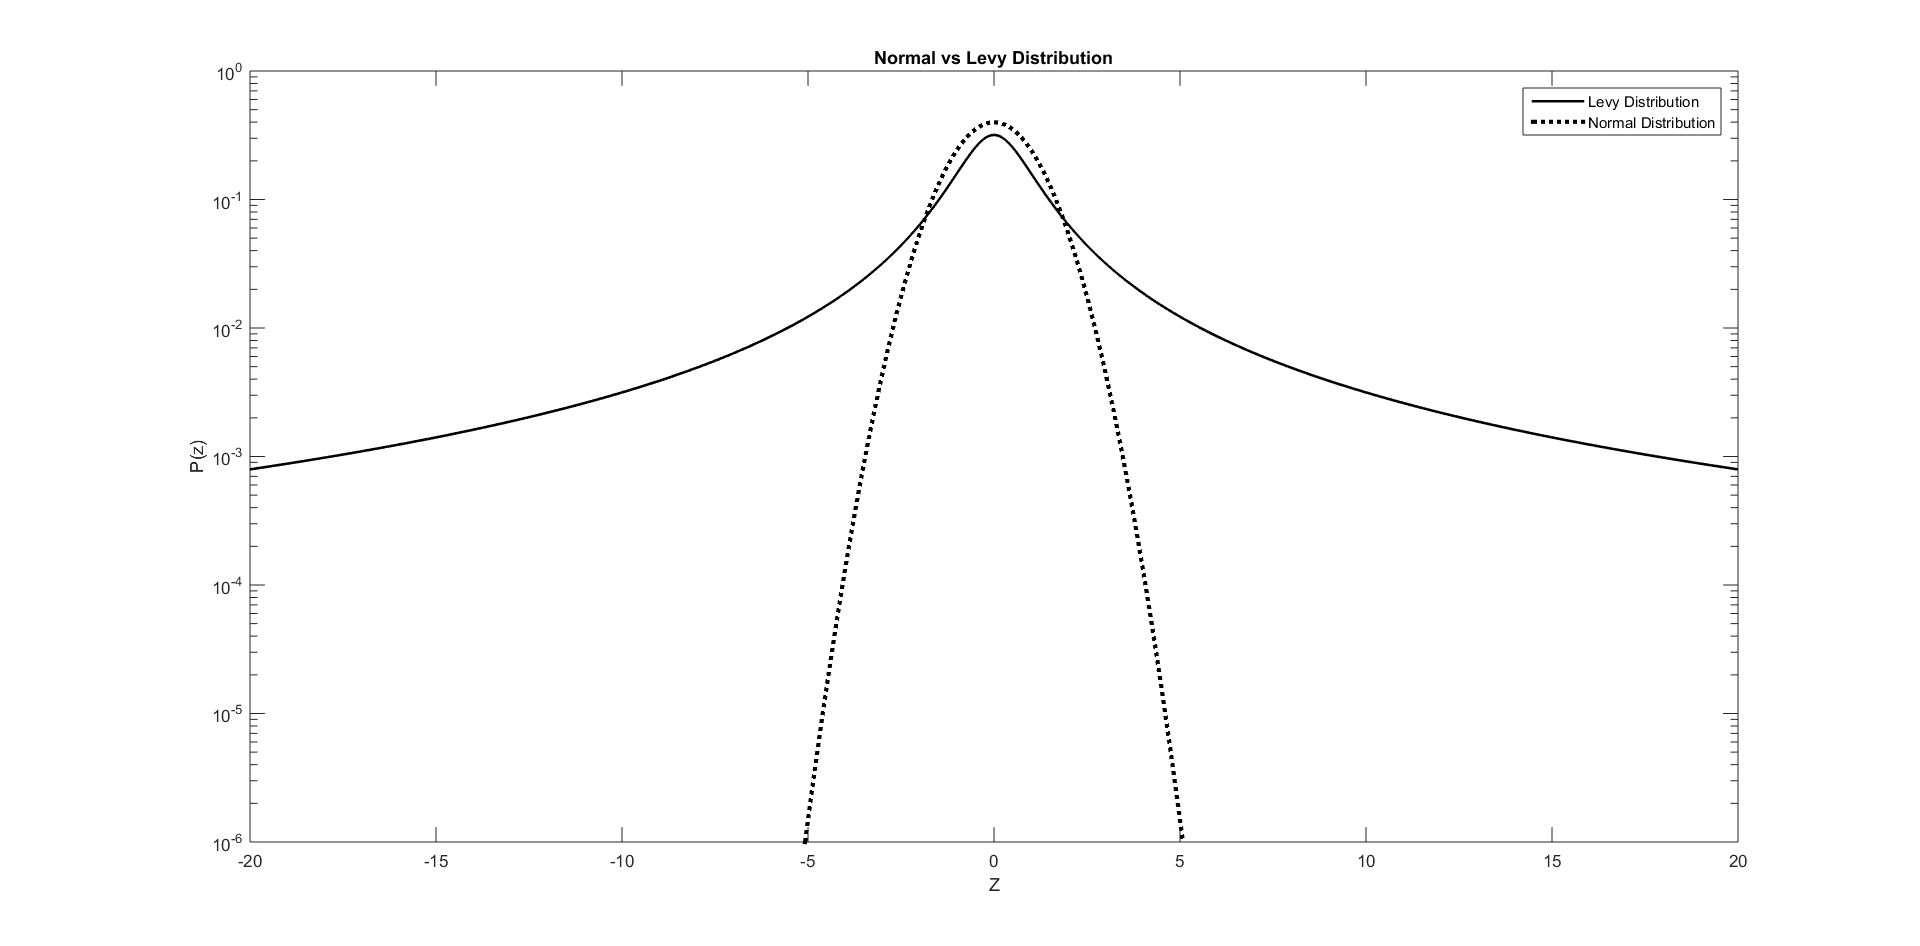 Normal vs Levy Distribution
Levy Distribution
Normal Distribution
P(z)
10^0
10^-1
10^-2
10^-3
10^-4
10^-5
10^-6
-20 -15 -10 -5 0 5 10 15 20
Z